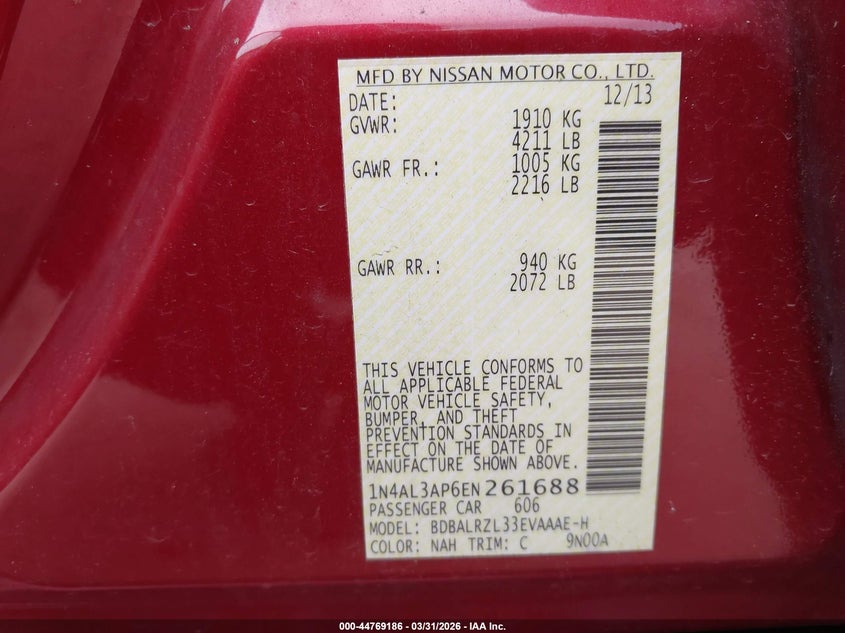 MFD BY NISSAN MOTOR CO., LTD.
DATE: 12/13
GVWR: 1910 KG
4211 LB
GAWR FR.: 1005 KG
2216 LB
GAWR RR.: 940 KG
2072 LB
THIS VEHICLE CONFORMS TO
ALL APPLICABLE FEDERAL
MOTOR VEHICLE SAFETY,
BUMPER, AND THEFT
PREVENTION STANDARDS IN
EFFECT ON THE DATE OF
MANUFACTURE SHOWN ABOVE.
1N4AL3AP6EN261688
PASSENGER CAR 606
MODEL: BDBALRZL33EVAAAE-H
COLOR: NAH TRIM: C 9N00A
000-44769186 - 03/31/2026 - IAA Inc.